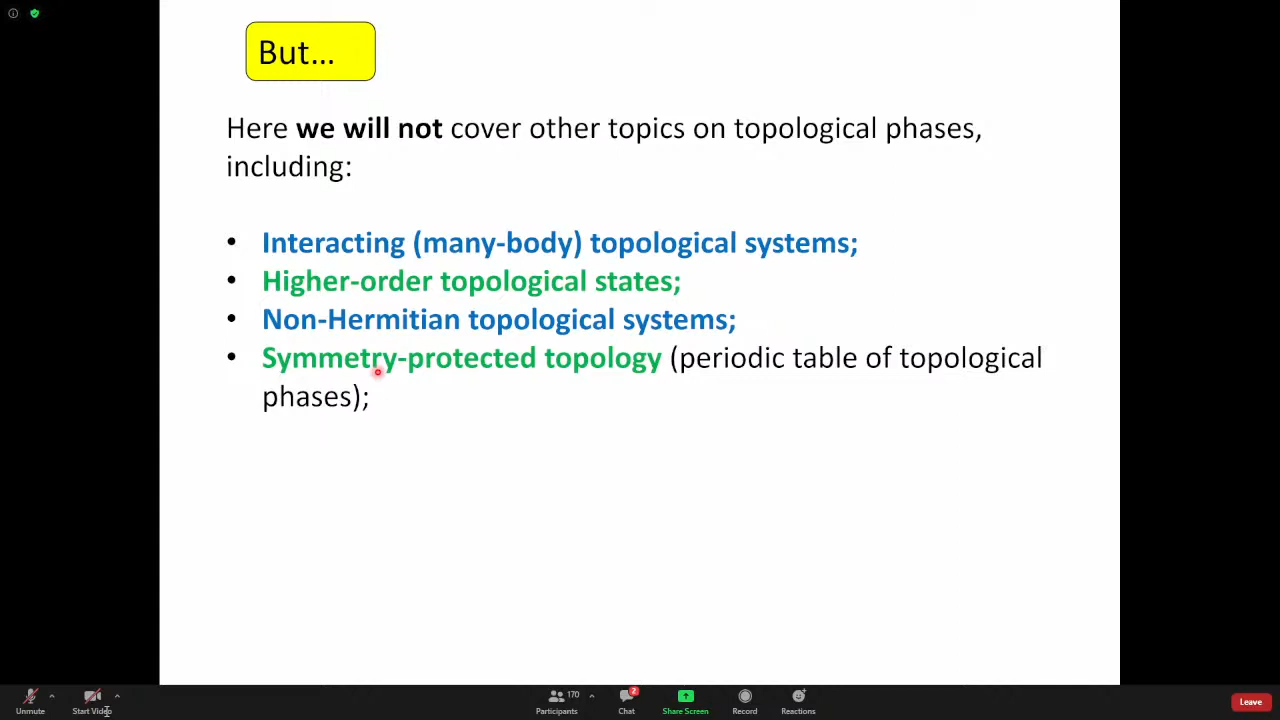 But...
Here we will not cover other topics on topological phases,
including:
• Interacting (many-body) topological systems;
• Higher-order topological states;
• Non-Hermitian topological systems;
• Symmetry-protected topology (periodic table of topological
phases);
Unmute
Start Video
Participants
170
Chat
2
Share Screen
Record
Reactions
Leave